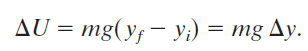 ΔU = mg(y_f − y_i) = mg Δy.